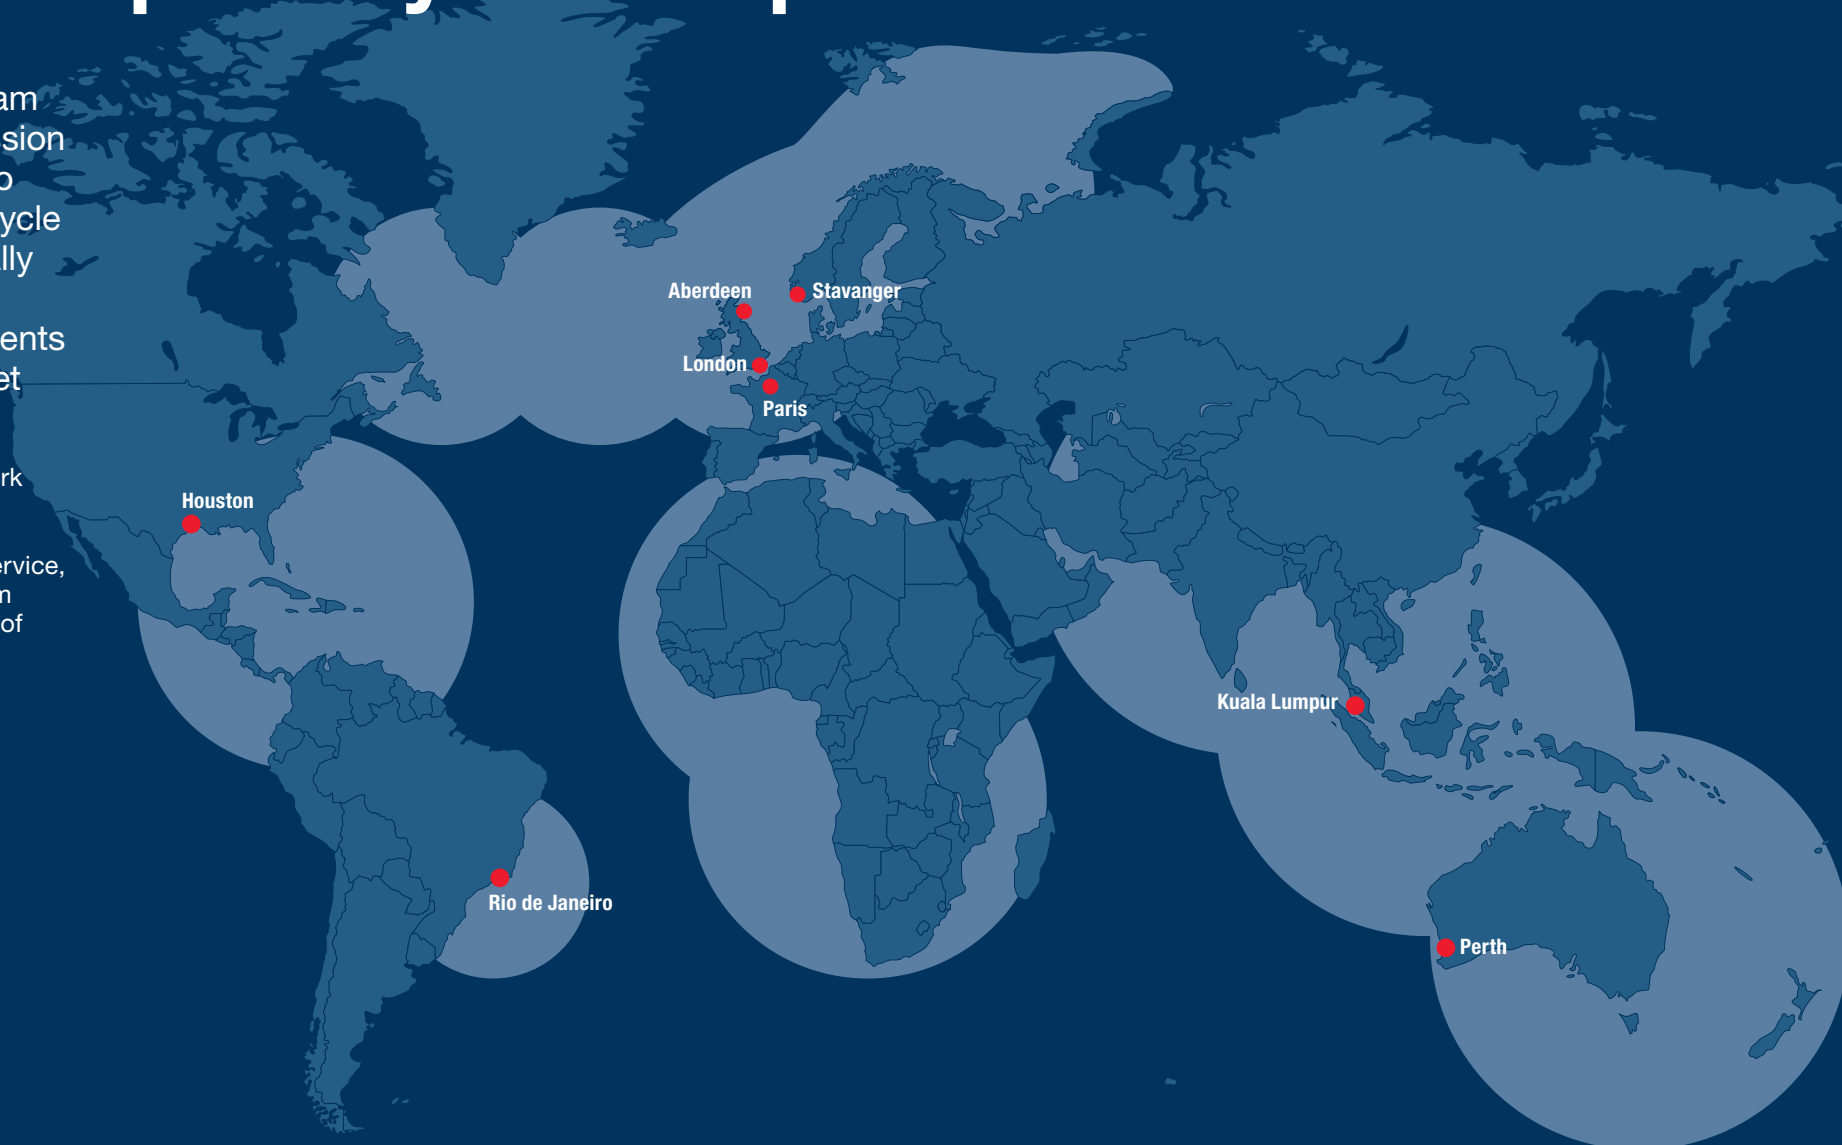 am
ssion
o
ycle
lly
ents
et
rk
ervice,
m
of
Aberdeen
Stavanger
London
Paris
Houston
Kuala Lumpur
Rio de Janeiro
Perth